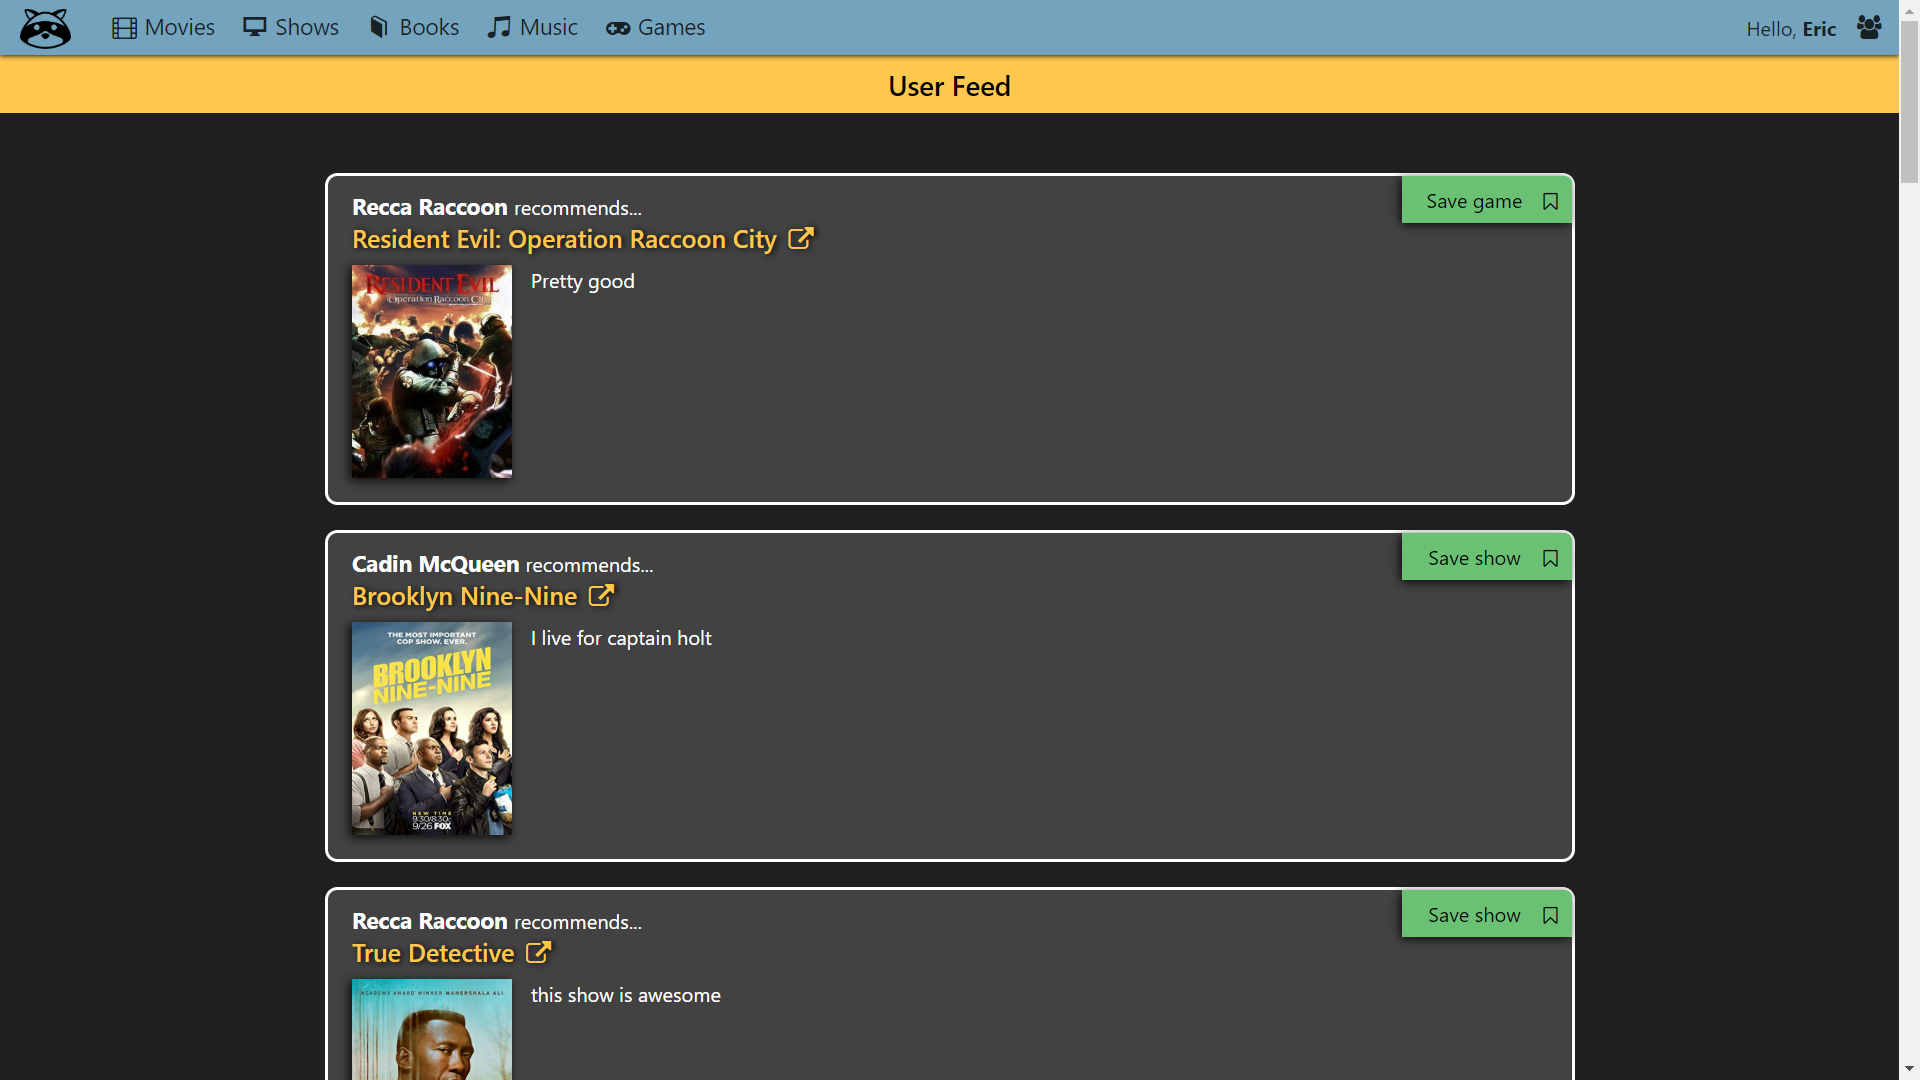 Movies Shows Books Music Games Hello, Eric
User Feed
Recca Raccoon recommends...
Save game
Resident Evil: Operation Raccoon City
RESIDENT EVIL
Operation Raccoon City
Pretty good
Cadin McQueen recommends...
Save show
Brooklyn Nine-Nine
THE MOST IMPORTANT
COP SHOW. EVER.
BROOKLYN
NINE-NINE
NEW TIME
9:30/8:30c
9/26 FOX
I live for captain holt
Recca Raccoon recommends...
Save show
True Detective
ACADEMY AWARD WINNER MAHERSHALA ALI
this show is awesome